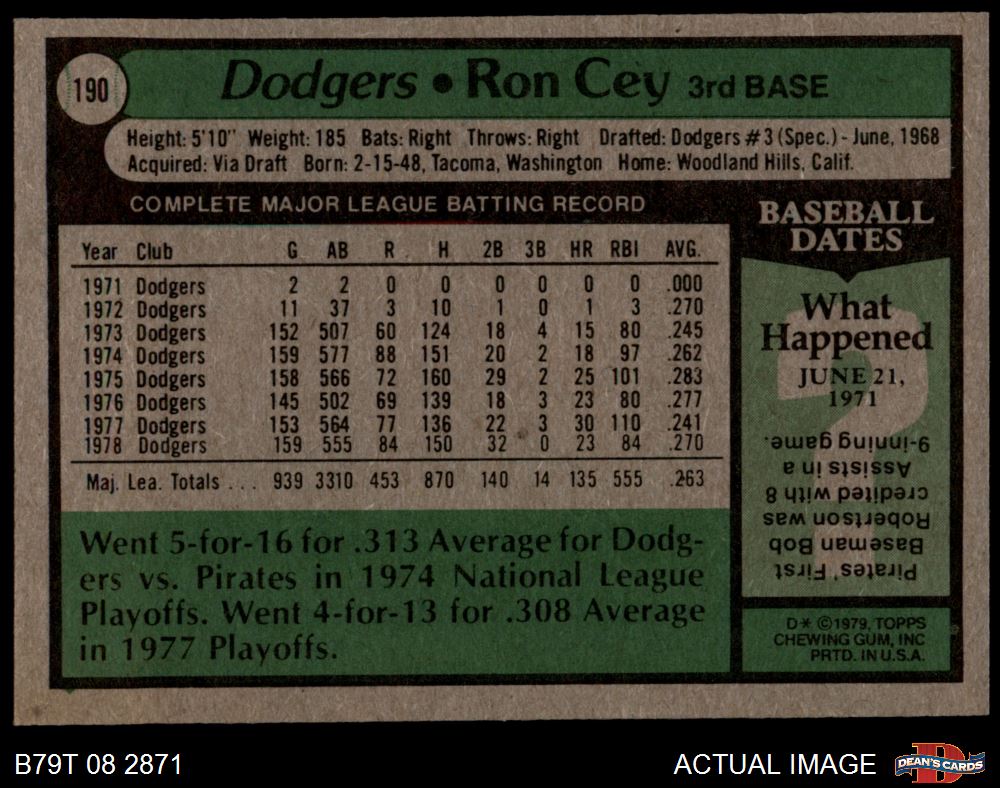 190
Dodgers • Ron Cey 3rd BASE
Height: 5'10" Weight: 185 Bats: Right Throws: Right Drafted: Dodgers #3 (Spec.) - June, 1968
Acquired: Via Draft Born: 2-15-48, Tacoma, Washington Home: Woodland Hills, Calif.
COMPLETE MAJOR LEAGUE BATTING RECORD
Year Club G AB R H 2B 3B HR RBI AVG.
1971 Dodgers 2 2 0 0 0 0 0 0 .000
1972 Dodgers 11 37 3 10 1 0 1 3 .270
1973 Dodgers 152 507 60 124 18 4 15 80 .245
1974 Dodgers 159 577 88 151 20 2 18 97 .262
1975 Dodgers 158 566 72 160 29 2 25 101 .283
1976 Dodgers 145 502 69 139 18 3 23 80 .277
1977 Dodgers 153 564 77 136 22 3 30 110 .241
1978 Dodgers 159 555 84 150 32 0 23 84 .270
Maj. Lea. Totals . . . 939 3310 453 870 140 14 135 555 .263
Went 5-for-16 for .313 Average for Dodg-
ers vs. Pirates in 1974 National League
Playoffs. Went 4-for-13 for .308 Average
in 1977 Playoffs.
BASEBALL
DATES
What
Happened
JUNE 21,
1971
?
Pirates' First
Baseman Bob
Robertson was
credited with 8
Assists in a
9-inning game.
D* ©1979, TOPPS
CHEWING GUM, INC
PRTD. IN U.S.A.
B79T 08 2871
ACTUAL IMAGE
DEAN'S CARDS